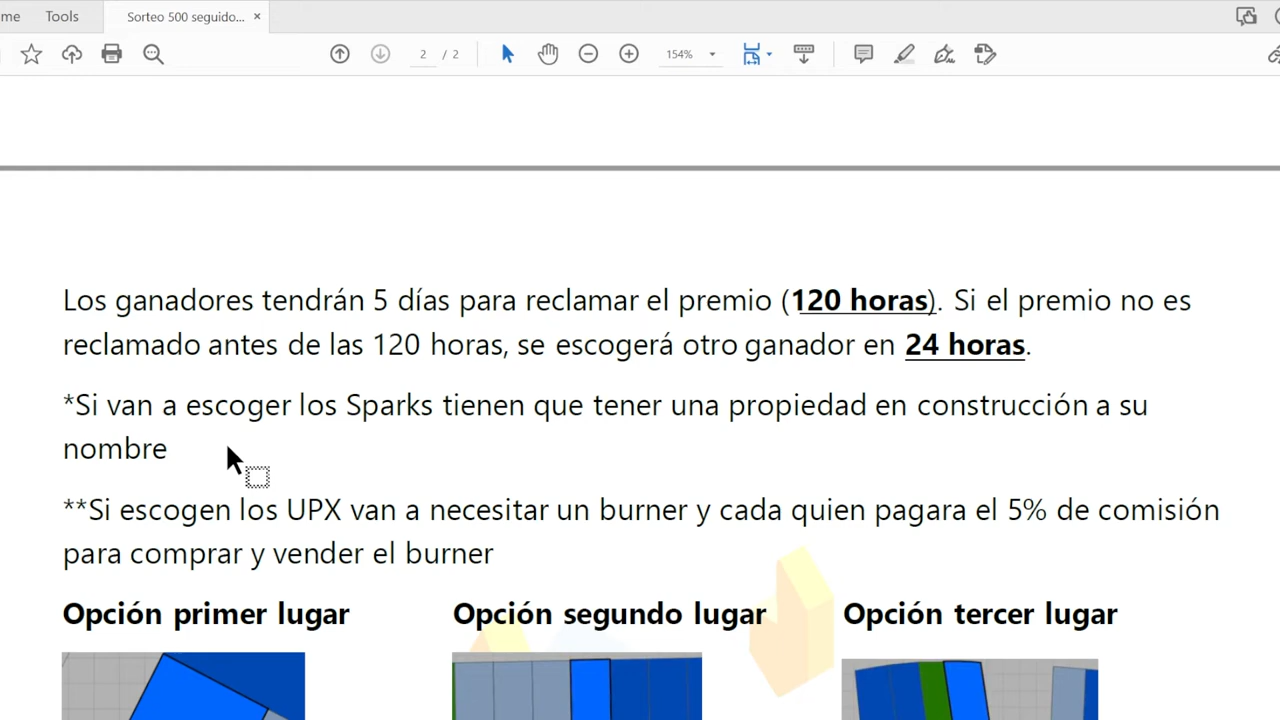 me Tools Sorteo 500 seguido... ×
2 / 2 154%
Los ganadores tendrán 5 días para reclamar el premio (120 horas). Si el premio no es
reclamado antes de las 120 horas, se escogerá otro ganador en 24 horas.
*Si van a escoger los Sparks tienen que tener una propiedad en construcción a su
nombre
**Si escogen los UPX van a necesitar un burner y cada quien pagara el 5% de comisión
para comprar y vender el burner
Opción primer lugar Opción segundo lugar Opción tercer lugar